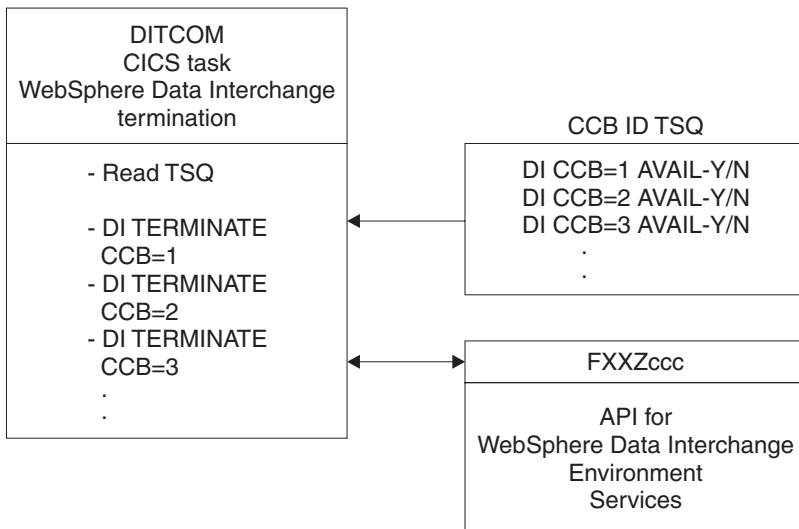 DITCOM
CICS task
WebSphere Data Interchange
termination
- Read TSQ
- DI TERMINATE
CCB=1
- DI TERMINATE
CCB=2
- DI TERMINATE
CCB=3
.
.
CCB ID TSQ
DI CCB=1 AVAIL-Y/N
DI CCB=2 AVAIL-Y/N
DI CCB=3 AVAIL-Y/N
.
.
FXXZccc
API for
WebSphere Data Interchange
Environment
Services